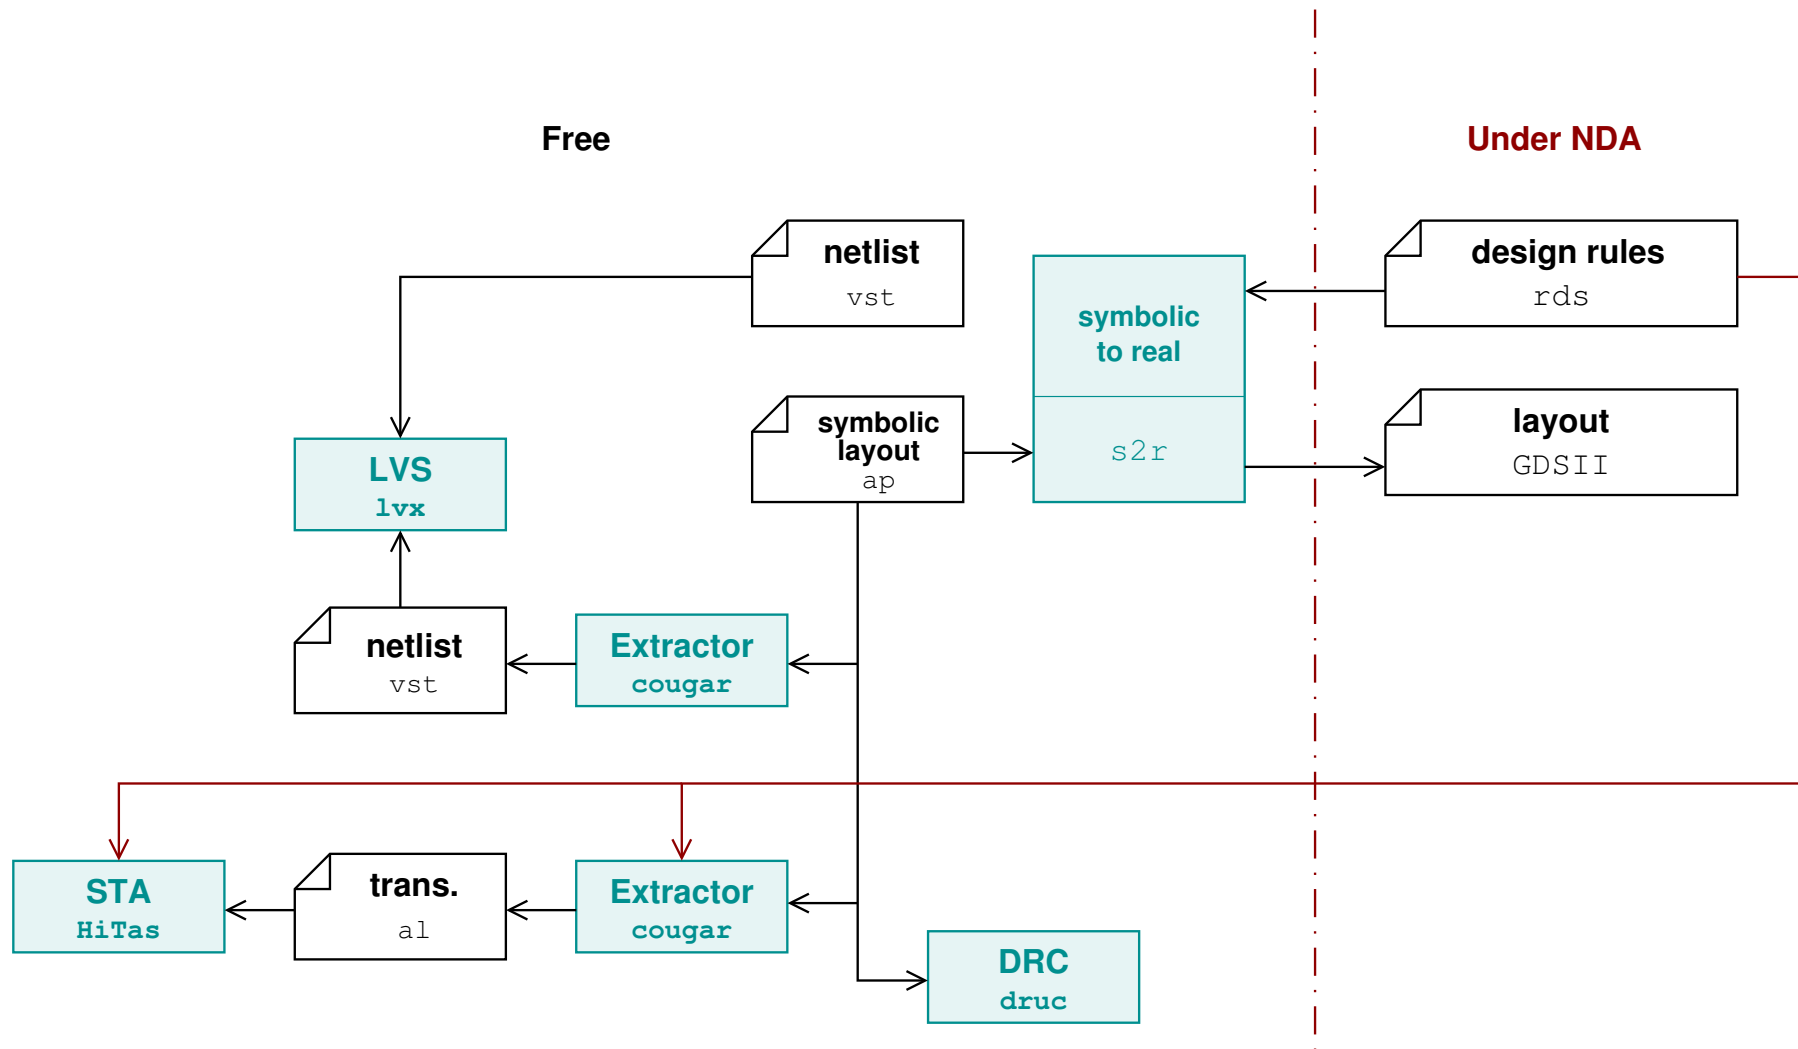 Free
Under NDA
netlist
vst
design rules
rds
symbolic
to real
s2r
symbolic
layout
ap
layout
GDSII
LVS
lvx
netlist
vst
Extractor
cougar
STA
HiTas
trans.
al
Extractor
cougar
DRC
druc